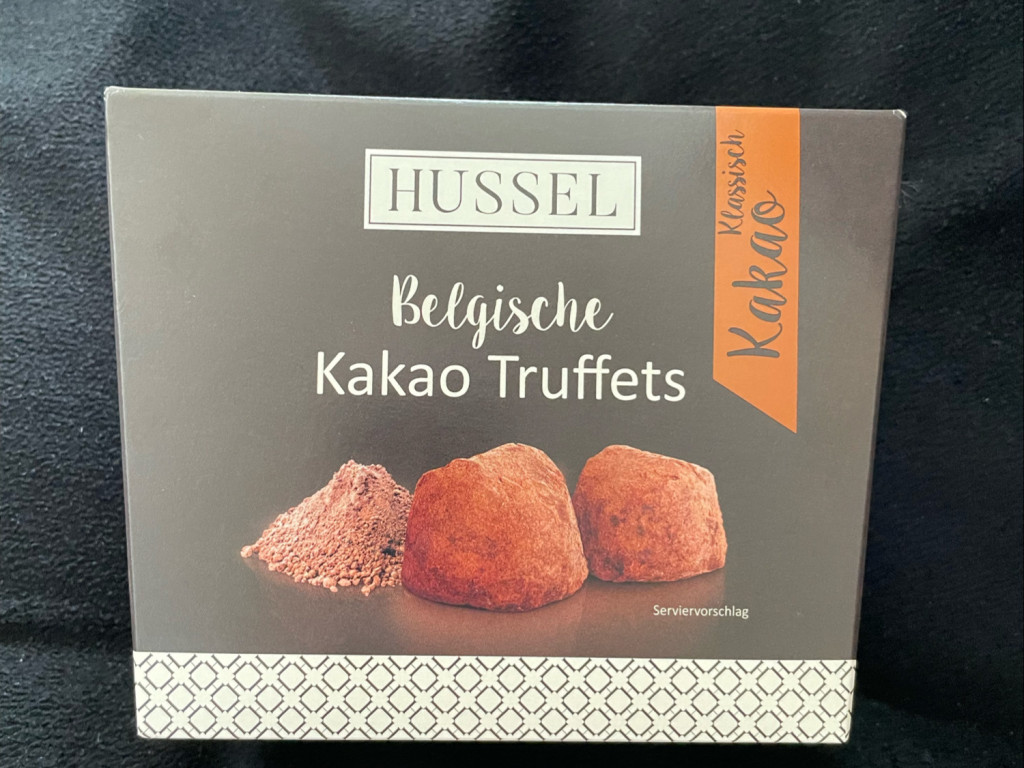 HUSSEL
Klassisch
Kakao
Belgische
Kakao Truffets
Serviervorschlag